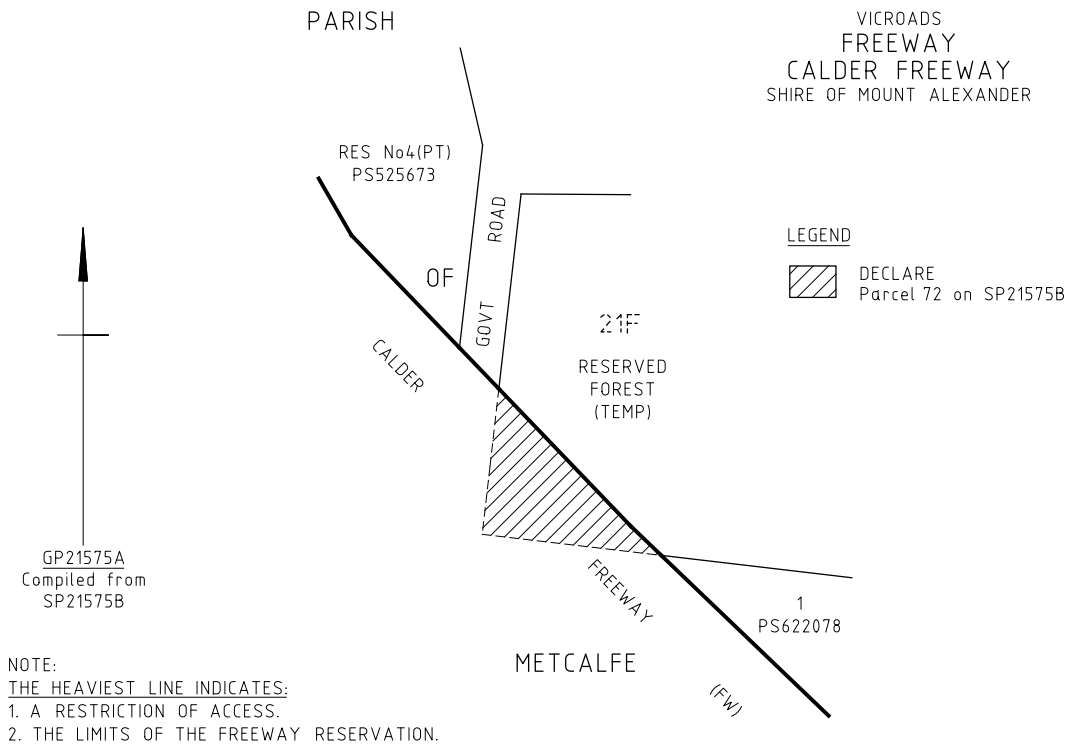 PARISH
VICROADS
FREEWAY
CALDER FREEWAY
SHIRE OF MOUNT ALEXANDER
RES No4(PT)
PS525673
GOVT ROAD
LEGEND
DECLARE
Parcel 72 on SP21575B
OF
21F
RESERVED
FOREST
(TEMP)
CALDER
FREEWAY
(FW)
GP21575A
Compiled from
SP21575B
1
PS622078
METCALFE
NOTE:
THE HEAVIEST LINE INDICATES:
1. A RESTRICTION OF ACCESS.
2. THE LIMITS OF THE FREEWAY RESERVATION.